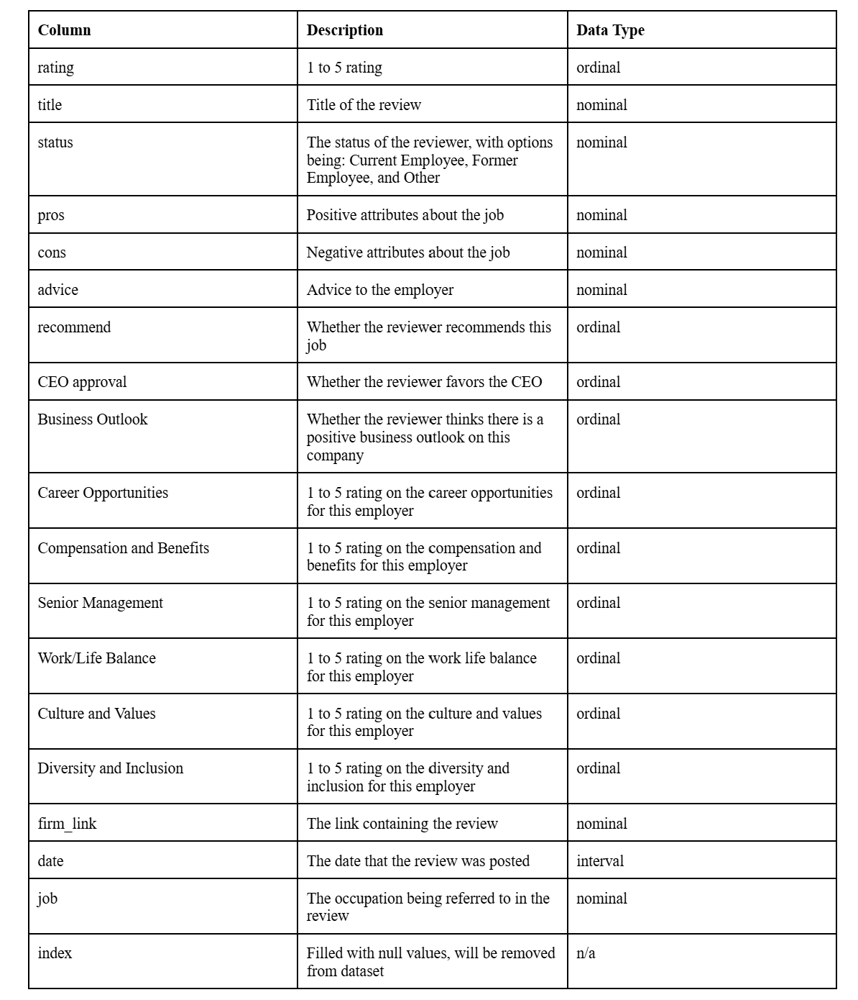 Column Description Data Type
rating 1 to 5 rating ordinal
title Title of the review nominal
status The status of the reviewer, with options nominal
being: Current Employee, Former
Employee, and Other
pros Positive attributes about the job nominal
cons Negative attributes about the job nominal
advice Advice to the employer nominal
recommend Whether the reviewer recommends this ordinal
job
CEO approval Whether the reviewer favors the CEO ordinal
Business Outlook Whether the reviewer thinks there is a ordinal
positive business outlook on this
company
Career Opportunities 1 to 5 rating on the career opportunities ordinal
for this employer
Compensation and Benefits 1 to 5 rating on the compensation and ordinal
benefits for this employer
Senior Management 1 to 5 rating on the senior management ordinal
for this employer
Work/Life Balance 1 to 5 rating on the work life balance ordinal
for this employer
Culture and Values 1 to 5 rating on the culture and values ordinal
for this employer
Diversity and Inclusion 1 to 5 rating on the diversity and ordinal
inclusion for this employer
firm_link The link containing the review nominal
date The date that the review was posted interval
job The occupation being referred to in the nominal
review
index Filled with null values, will be removed n/a
from dataset